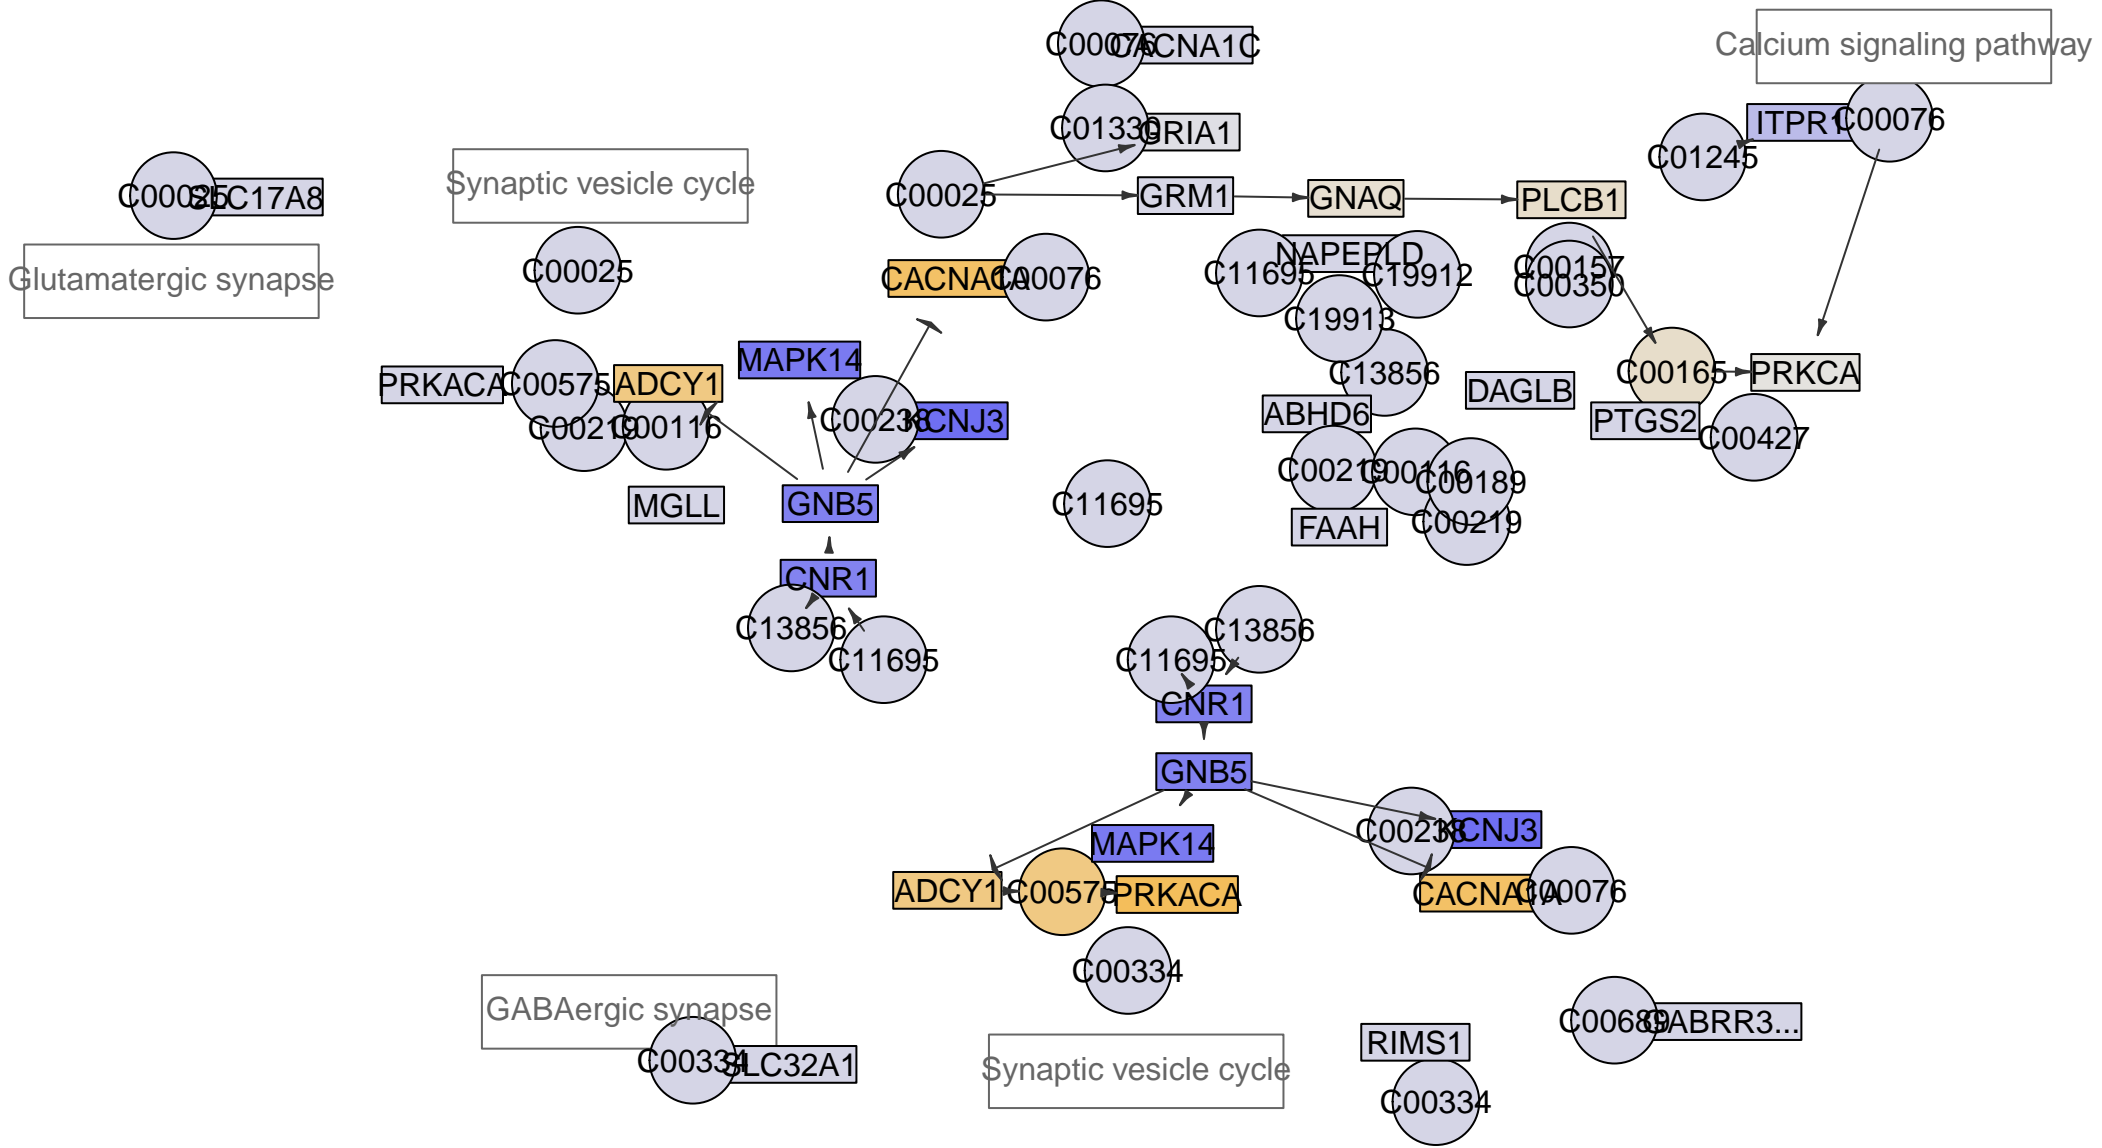 C00076
CACNA1C
Calcium signaling pathway
C01330
GRIA1
ITPR1
C00076
C01245
Synaptic vesicle cycle
C00025
SLC17A8
C00025
GRM1
GNAQ
PLCB1
Glutamatergic synapse
C00025
CACNA1A
C00076
C11695
NAPEPLD
C19912
C00157
C00350
C19913
MAPK14
PRKACA
C00575
ADCY1
C13856
DAGLB
C00165
PRKCA
C00219
C00116
C00238
KCNJ3
ABHD6
PTGS2
C00427
MGLL
GNB5
C11695
C00219
C00116
C00189
C00219
FAAH
CNR1
C13856
C11695
C11695
C13856
CNR1
GNB5
MAPK14
C00238
KCNJ3
ADCY1
C00575
PRKACA
CACNA1A
C00076
C00334
GABAergic synapse
C00334
SLC32A1
Synaptic vesicle cycle
RIMS1
C00334
C00689
GABRR3...